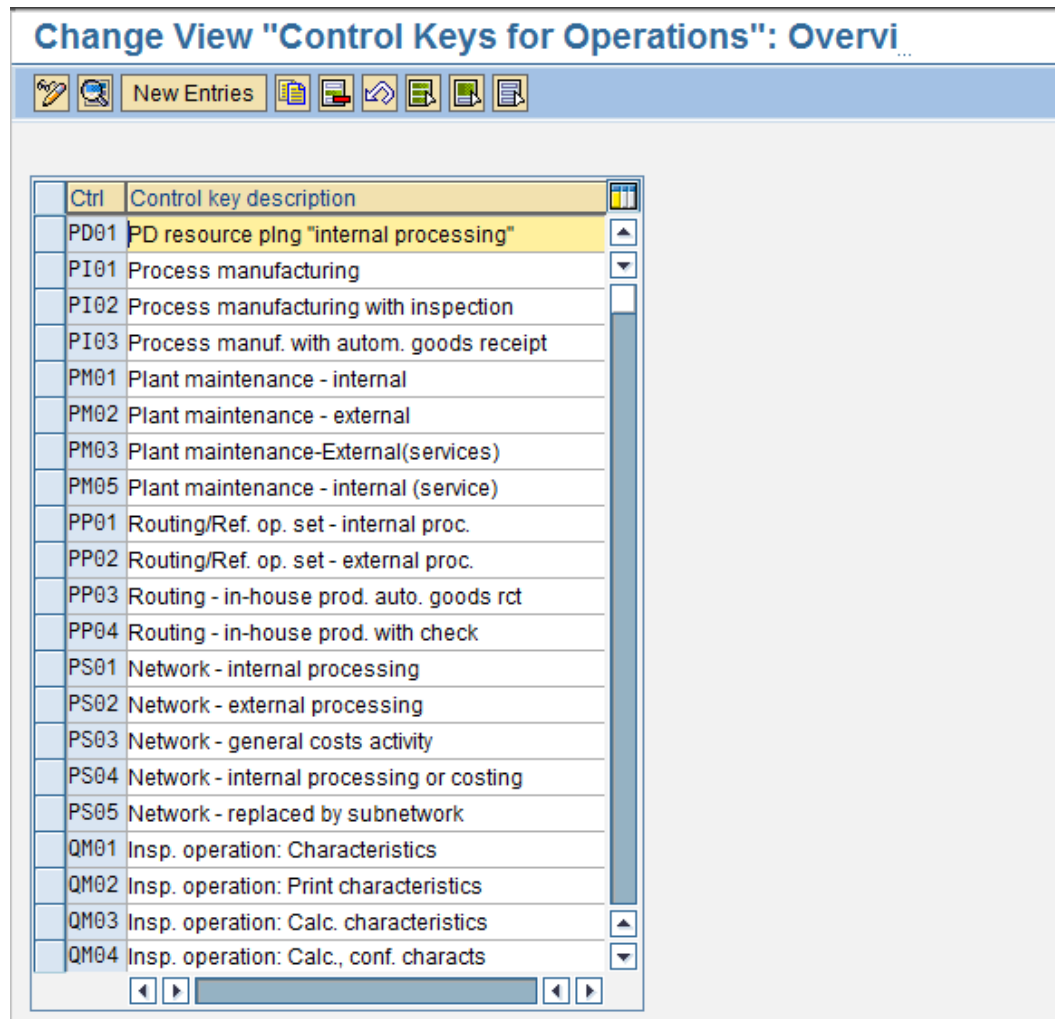 Change View "Control Keys for Operations": Overvi...
New Entries
Ctrl Control key description
PD01 PD resource plng "internal processing"
PI01 Process manufacturing
PI02 Process manufacturing with inspection
PI03 Process manuf. with autom. goods receipt
PM01 Plant maintenance - internal
PM02 Plant maintenance - external
PM03 Plant maintenance-External(services)
PM05 Plant maintenance - internal (service)
PP01 Routing/Ref. op. set - internal proc.
PP02 Routing/Ref. op. set - external proc.
PP03 Routing - in-house prod. auto. goods rct
PP04 Routing - in-house prod. with check
PS01 Network - internal processing
PS02 Network - external processing
PS03 Network - general costs activity
PS04 Network - internal processing or costing
PS05 Network - replaced by subnetwork
QM01 Insp. operation: Characteristics
QM02 Insp. operation: Print characteristics
QM03 Insp. operation: Calc. characteristics
QM04 Insp. operation: Calc., conf. characts